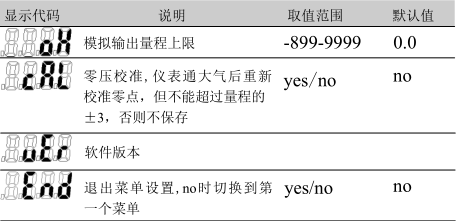 显示代码 说明 取值范围 默认值
oH 模拟输出量程上限 -899-9999 0.0
cAL 零压校准,仪表通大气后重新 yes/no no
校准零点，但不能超过量程的
±3，否则不保存
uEr 软件版本
End 退出菜单设置,no时切换到第 yes/no no
一个菜单